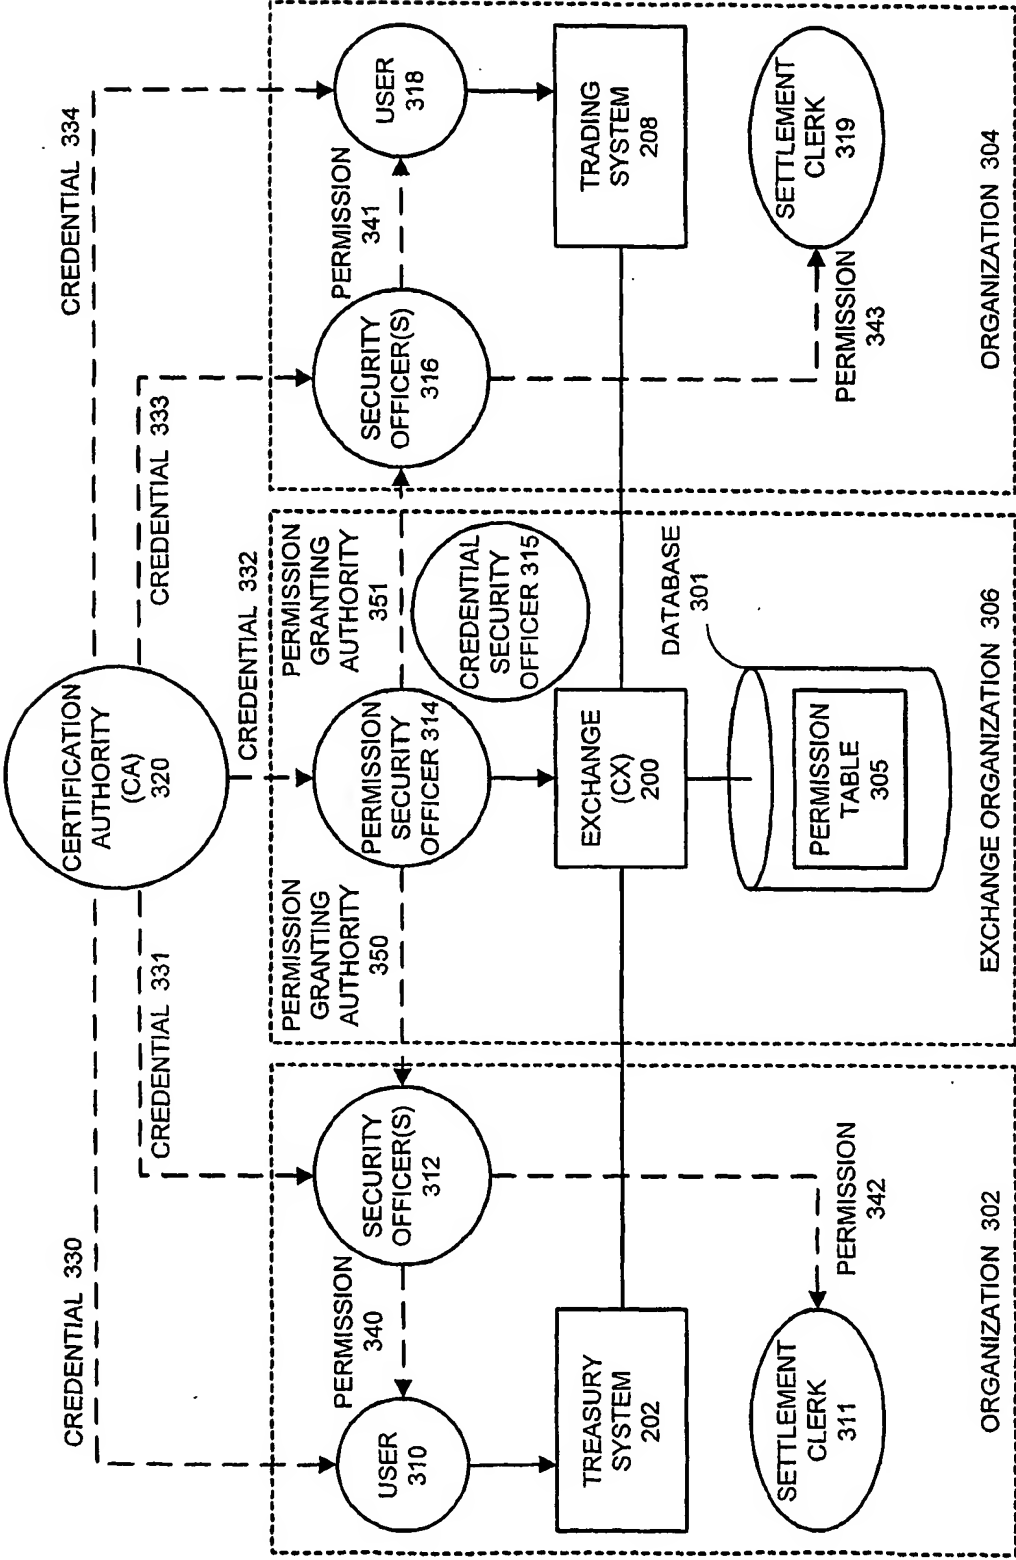 CERTIFICATION
AUTHORITY
(CA)
320
CREDENTIAL 330
CREDENTIAL 331
CREDENTIAL 332
CREDENTIAL 333
CREDENTIAL 334
USER
310
PERMISSION
340
SECURITY
OFFICER(S)
312
TREASURY
SYSTEM
202
SETTLEMENT
CLERK
311
PERMISSION
342
ORGANIZATION 302
PERMISSION
GRANTING
AUTHORITY
350
PERMISSION
SECURITY
OFFICER 314
PERMISSION
GRANTING
AUTHORITY
351
CREDENTIAL
SECURITY
OFFICER 315
EXCHANGE
(CX)
200
DATABASE
301
PERMISSION
TABLE
305
EXCHANGE ORGANIZATION 306
SECURITY
OFFICER(S)
316
PERMISSION
341
USER
318
TRADING
SYSTEM
208
PERMISSION
343
SETTLEMENT
CLERK
319
ORGANIZATION 304